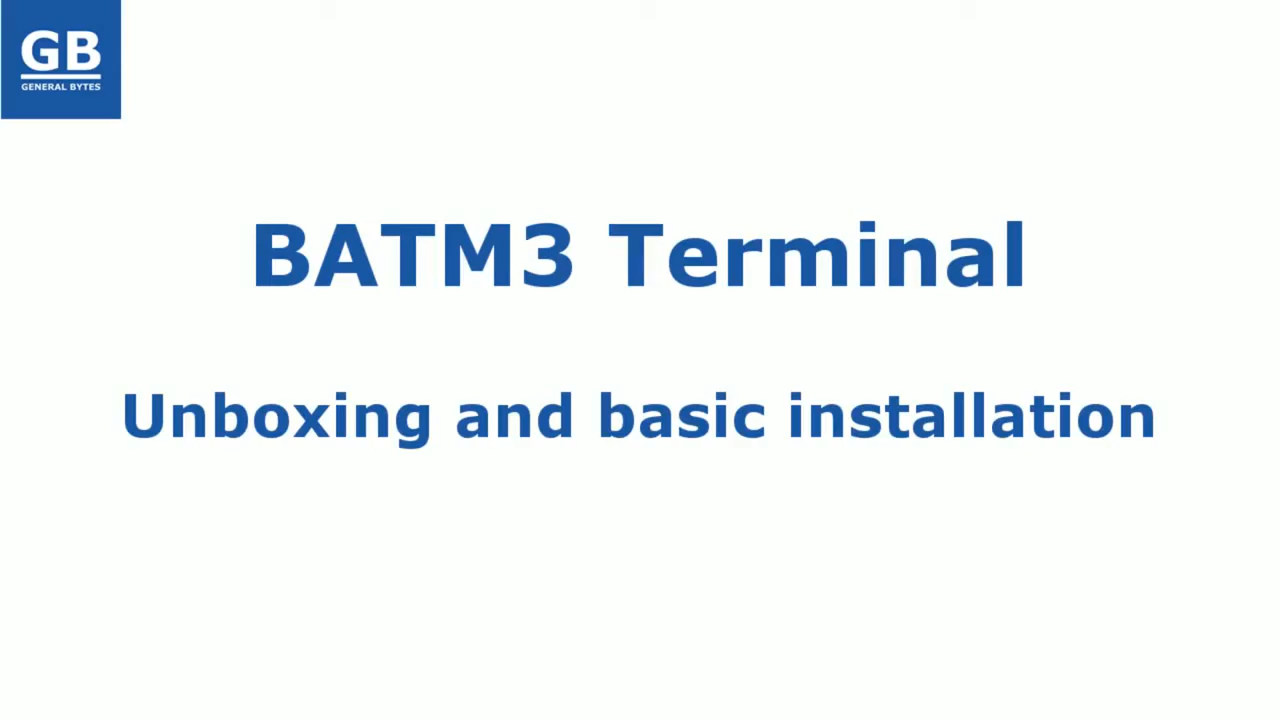 GB
GENERAL BYTES
BATM3 Terminal
Unboxing and basic installation